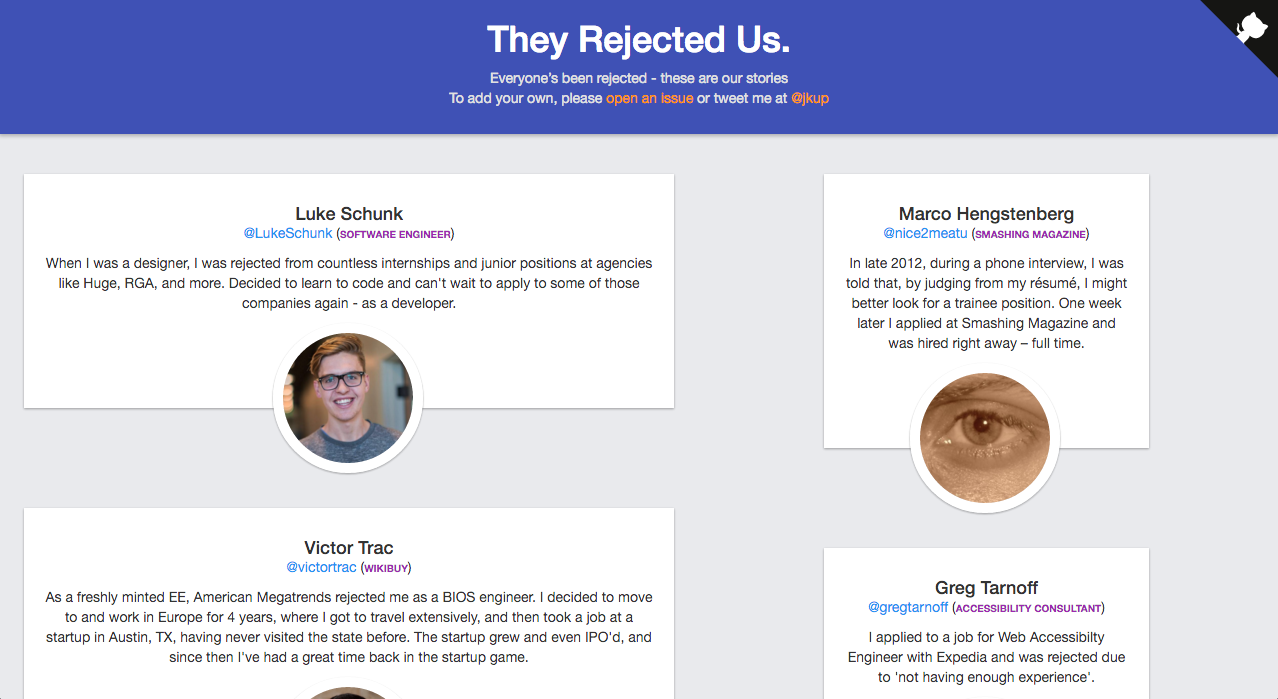 They Rejected Us.
Everyone's been rejected - these are our stories
To add your own, please open an issue or tweet me at @jkup
Luke Schunk
@LukeSchunk (SOFTWARE ENGINEER)
When I was a designer, I was rejected from countless internships and junior positions at agencies
like Huge, RGA, and more. Decided to learn to code and can't wait to apply to some of those
companies again - as a developer.
Victor Trac
@victortrac (WIKIBUY)
As a freshly minted EE, American Megatrends rejected me as a BIOS engineer. I decided to move
to and work in Europe for 4 years, where I got to travel extensively, and then took a job at a
startup in Austin, TX, having never visited the state before. The startup grew and even IPO'd, and
since then I've had a great time back in the startup game.
Marco Hengstenberg
@nice2meatu (SMASHING MAGAZINE)
In late 2012, during a phone interview, I was
told that, by judging from my résumé, I might
better look for a trainee position. One week
later I applied at Smashing Magazine and
was hired right away – full time.
Greg Tarnoff
@gregtarnoff (ACCESSIBILITY CONSULTANT)
I applied to a job for Web Accessibilty
Engineer with Expedia and was rejected due
to 'not having enough experience'.